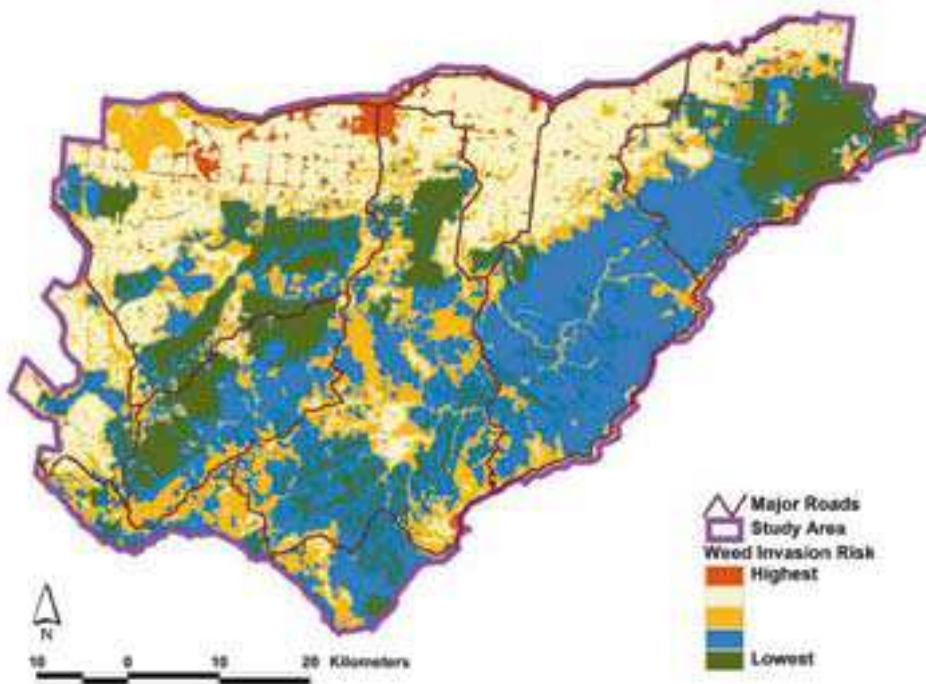 Major Roads
Study Area
Weed Invasion Risk
Highest
Lowest
N
10 0 10 20 Kilometers